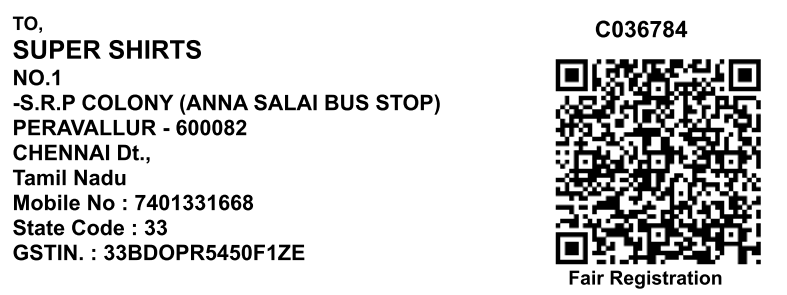 TO,
SUPER SHIRTS
NO.1
-S.R.P COLONY (ANNA SALAI BUS STOP)
PERAVALLUR - 600082
CHENNAI Dt.,
Tamil Nadu
Mobile No : 7401331668
State Code : 33
GSTIN. : 33BDOPR5450F1ZE
C036784
Fair Registration